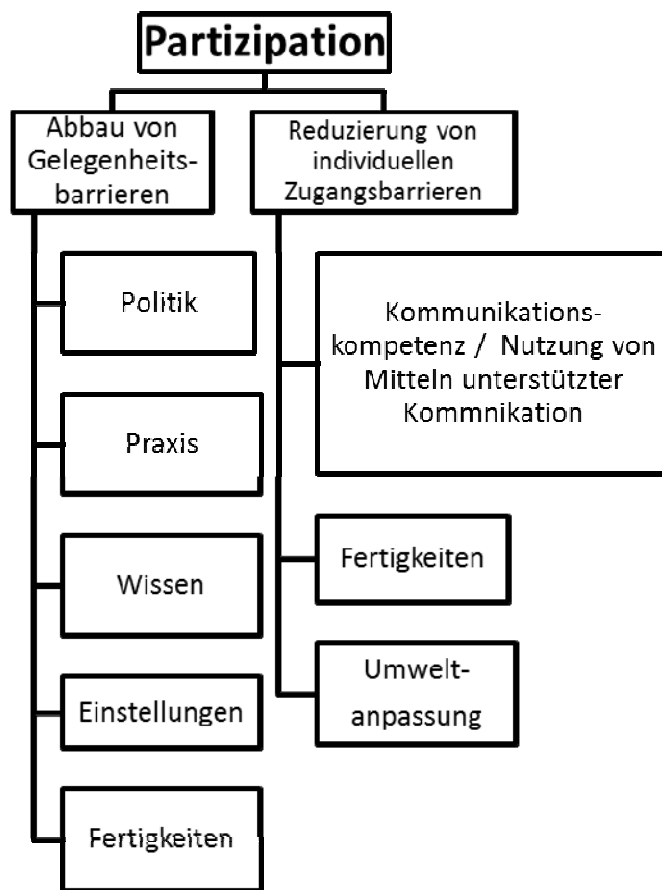 Partizipation
Abbau von
Gelegenheits-
barrieren
Reduzierung von
individuellen
Zugangsbarrieren
Politik
Praxis
Wissen
Einstellungen
Fertigkeiten
Kommunikations-
kompetenz / Nutzung von
Mitteln unterstützter
Kommnikation
Fertigkeiten
Umwelt-
anpassung